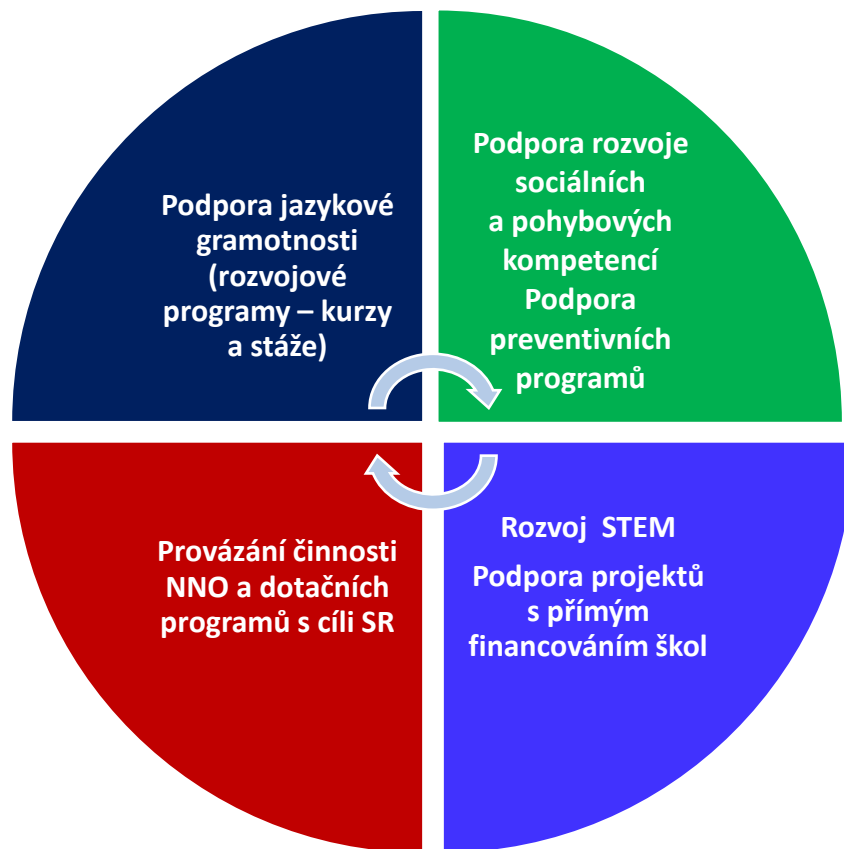 Podpora jazykové
gramotnosti
(rozvojové
programy – kurzy
a stáže)
Podpora rozvoje
sociálních
a pohybových
kompetencí
Podpora
preventivních
programů
Provázání činnosti
NNO a dotačních
programů s cíli SR
Rozvoj STEM
Podpora projektů
s přímým
financováním škol